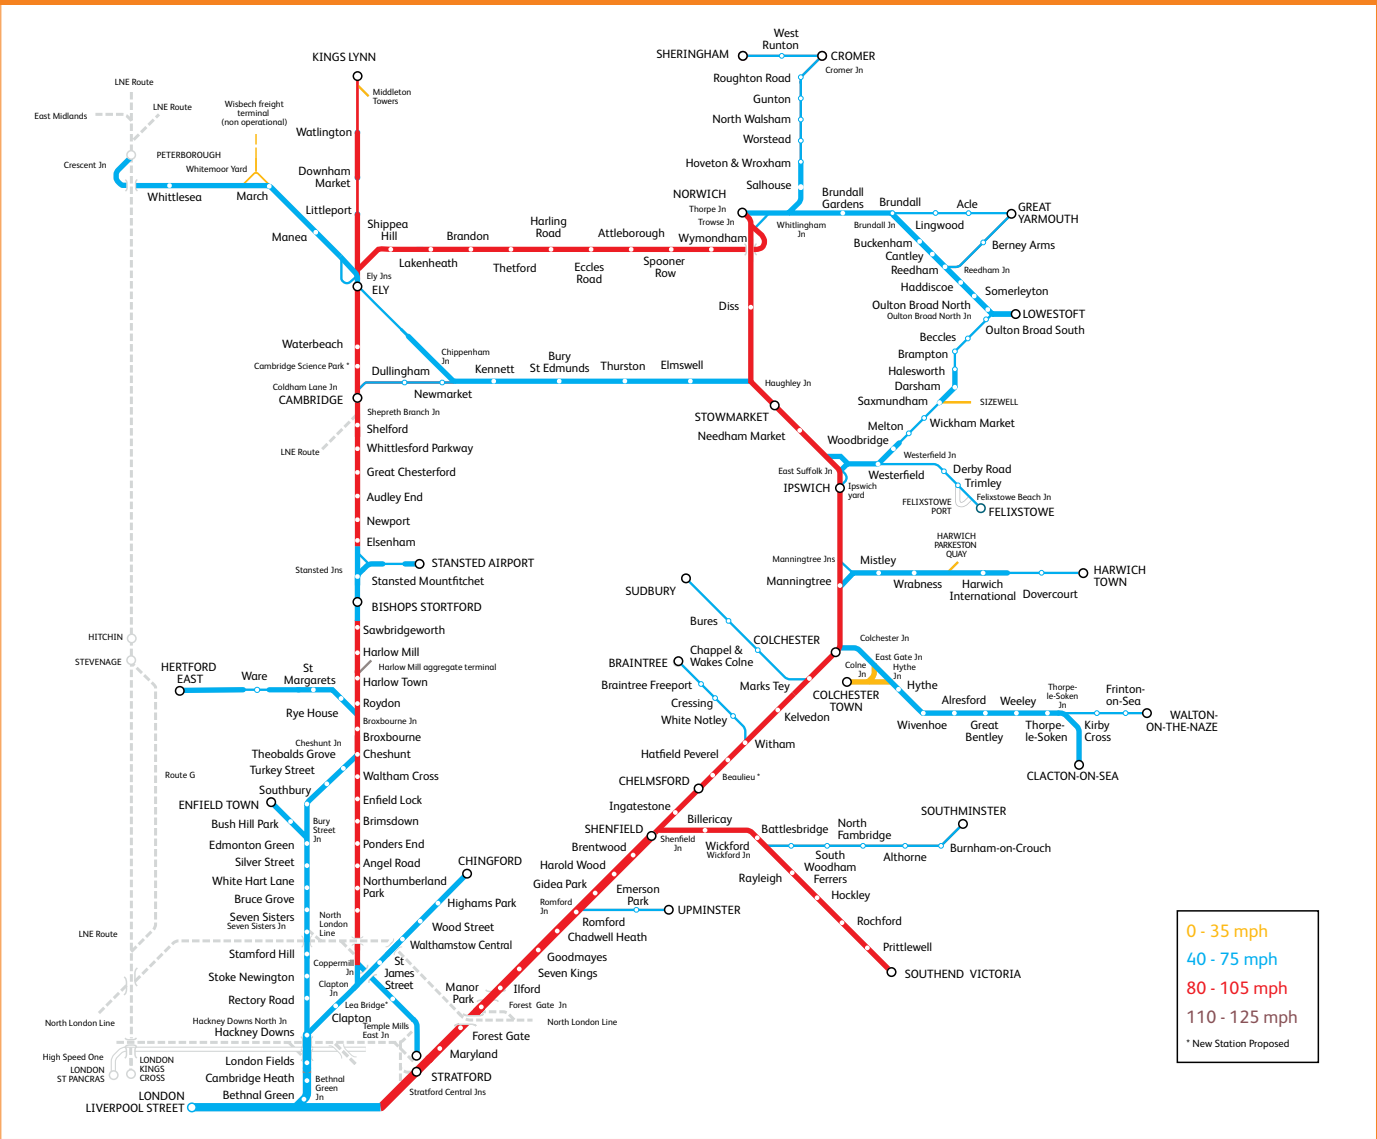 KINGS LYNN
Middleton
Towers
Watlington
Downham
Market
Littleport
LNE Route
LNE Route
East Midlands
Wisbech freight
terminal
(non operational)
Crescent Jn
PETERBOROUGH
Whitemoor Yard
Whittlesea
March
Manea
Ely Jns
ELY
Shippea
Hill
Lakenheath
Brandon
Thetford
Harling
Road
Eccles
Road
Attleborough
Spooner
Row
Wymondham
SHERINGHAM
West
Runton
CROMER
Cromer Jn
Roughton Road
Gunton
North Walsham
Worstead
Hoveton & Wroxham
Salhouse
NORWICH
Thorpe Jn
Trowse Jn
Whitlingham
Jn
Brundall
Gardens
Brundall
Brundall Jn
Lingwood
Acle
GREAT
YARMOUTH
Berney Arms
Buckenham
Cantley
Reedham
Reedham Jn
Haddiscoe
Somerleyton
Oulton Broad North
Oulton Broad North Jn
LOWESTOFT
Oulton Broad South
Beccles
Brampton
Halesworth
Darsham
Saxmundham
SIZEWELL
Wickham Market
Melton
Woodbridge
Westerfield Jn
Westerfield
Derby Road
Trimley
Felixstowe Beach Jn
FELIXSTOWE
PORT
FELIXSTOWE
Diss
Haughley Jn
STOWMARKET
Needham Market
East Suffolk Jn
IPSWICH
Ipswich
yard
Waterbeach
Cambridge Science Park *
Coldham Lane Jn
CAMBRIDGE
Dullingham
Newmarket
Chippenham
Jn
Kennett
Bury
St Edmunds
Thurston
Elmswell
Shepreth Branch Jn
LNE Route
Shelford
Whittlesford Parkway
Great Chesterford
Audley End
Newport
Elsenham
Stansted Jns
STANSTED AIRPORT
Stansted Mountfitchet
BISHOPS STORTFORD
Sawbridgeworth
Harlow Mill
Harlow Mill aggregate terminal
Harlow Town
Roydon
Broxbourne Jn
Broxbourne
Cheshunt
Waltham Cross
Enfield Lock
Brimsdown
Ponders End
Angel Road
Northumberland
Park
HITCHIN
STEVENAGE
Route G
HERTFORD
EAST
Ware
St
Margarets
Rye House
Cheshunt Jn
Theobalds Grove
Turkey Street
Southbury
ENFIELD TOWN
Bush Hill Park
Bury
Street
Jn
Edmonton Green
Silver Street
White Hart Lane
Bruce Grove
Seven Sisters
Seven Sisters Jn
North
London
Line
Stamford Hill
Stoke Newington
Rectory Road
Hackney Downs North Jn
Hackney Downs
London Fields
Cambridge Heath
Bethnal Green
Bethnal
Green
Jn
LONDON
LIVERPOOL STREET
LNE Route
North London Line
High Speed One
LONDON
ST PANCRAS
LONDON
KINGS
CROSS
Coppermill
Jn
Clapton
Jn
Lea Bridge*
Clapton
Temple Mills
East Jn
St
James
Street
Walthamstow Central
Wood Street
Highams Park
CHINGFORD
STRATFORD
Stratford Central Jns
Maryland
Forest Gate
Forest Gate Jn
North London Line
Manor
Park
Ilford
Seven Kings
Goodmayes
Chadwell Heath
Romford
Romford
Jn
Emerson
Park
UPMINSTER
Gidea Park
Harold Wood
Brentwood
SHENFIELD
Shenfield
Jn
Ingatestone
CHELMSFORD
Beaulieu *
Hatfield Peverel
Witham
White Notley
Cressing
Braintree Freeport
BRAINTREE
Kelvedon
Marks Tey
Chappel &
Wakes Colne
Bures
SUDBURY
COLCHESTER
Colchester Jn
Manningtree Jns
Manningtree
Mistley
Wrabness
HARWICH
PARKESTON
QUAY
Harwich
International
Dovercourt
HARWICH
TOWN
East Gate Jn
Colne
Jn
Hythe
Jn
Hythe
COLCHESTER
TOWN
Wivenhoe
Alresford
Great
Bentley
Weeley
Thorpe-
le-Soken
Jn
Thorpe-
le-Soken
Kirby
Cross
Frinton-
on-Sea
WALTON-
ON-THE-NAZE
CLACTON-ON-SEA
Billericay
Wickford
Wickford Jn
Battlesbridge
South
Woodham
Ferrers
North
Fambridge
Althorne
Burnham-on-Crouch
SOUTHMINSTER
Rayleigh
Hockley
Rochford
Prittlewell
SOUTHEND VICTORIA
0 - 35 mph
40 - 75 mph
80 - 105 mph
110 - 125 mph
* New Station Proposed